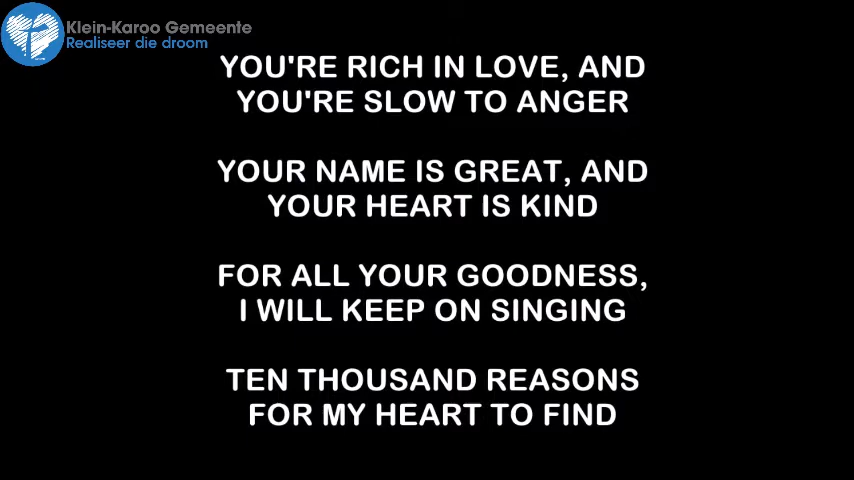 Klein-Karoo Gemeente
Realiseer die droom
YOU'RE RICH IN LOVE, AND
YOU'RE SLOW TO ANGER
YOUR NAME IS GREAT, AND
YOUR HEART IS KIND
FOR ALL YOUR GOODNESS,
I WILL KEEP ON SINGING
TEN THOUSAND REASONS
FOR MY HEART TO FIND